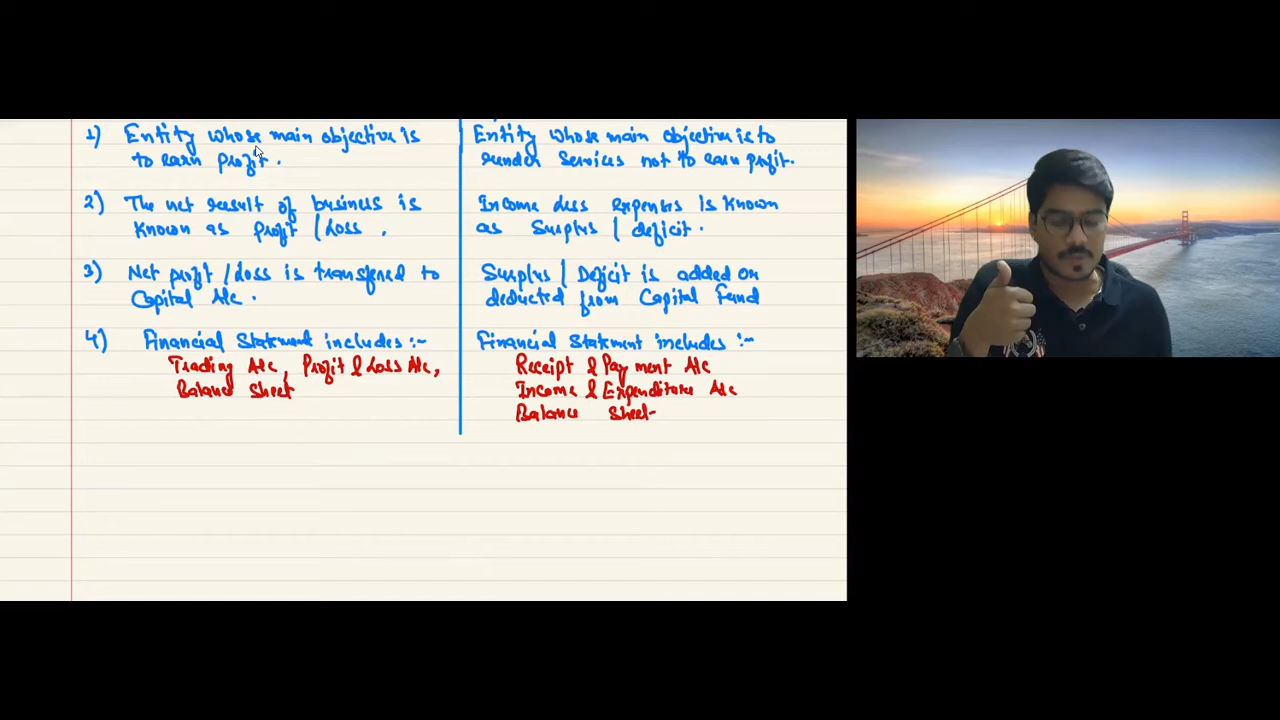 1) Entity whose main objective is
to earn profit.
Entity whose main objective is to
render services not to earn profit.
2) The net result of business is
known as profit / Loss .
Income less Expenses is known
as Surplus / deficit.
3) Net profit / Loss is transfered to
Capital A/c .
Surplus / Deficit is added or
deducted from Capital fund
4) Financial Statement includes :-
Trading A/c, Profit & Loss A/c,
Balance Sheet
Financial Statement includes :-
Receipt & Payment A/c
Income & Expenditure A/c
Balance Sheet